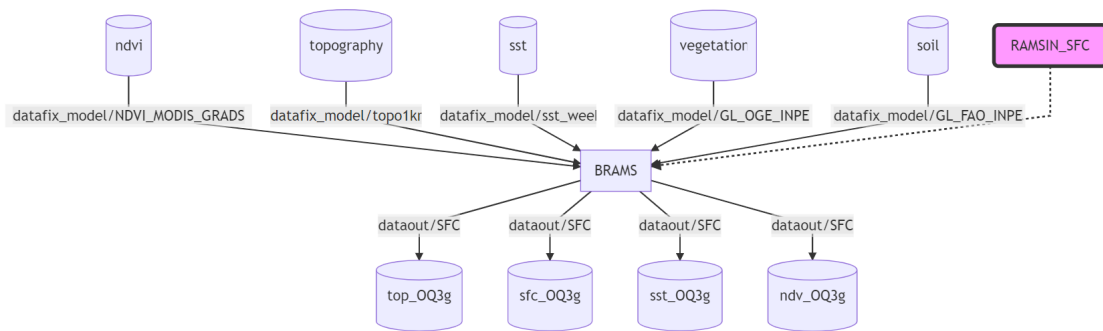 ndvi
topography
sst
vegetation
soil
RAMSIN_SFC
datafix_model/NDVI_MODIS_GRADS
datafix_model/topo1kr
datafix_model/sst_weel
datafix_model/GL_OGE_INPE
datafix_model/GL_FAO_INPE
BRAMS
dataout/SFC
dataout/SFC
dataout/SFC
dataout/SFC
top_OQ3g
sfc_OQ3g
sst_OQ3g
ndv_OQ3g